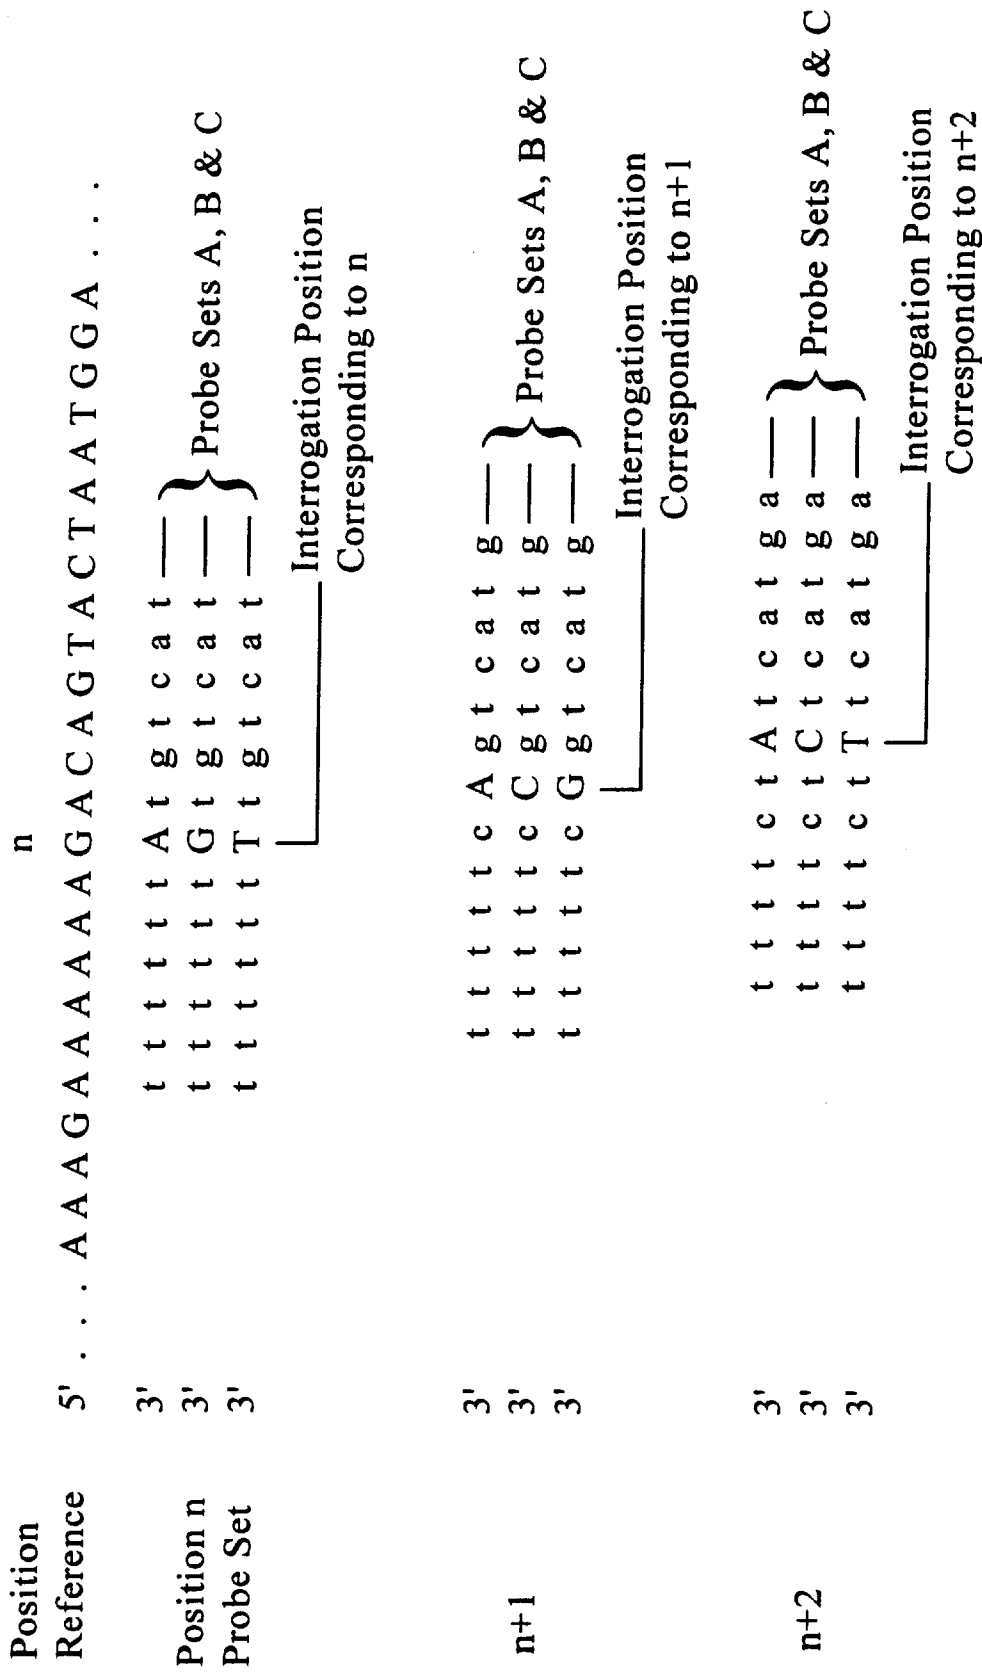 n
Position
Reference 5' . . . A A A G A A A A A A G A C A G T A C T A A T G G A . . .
3' t t t t t t A t g t c a t
Position n 3' t t t t t t G t g t c a t Probe Sets A, B & C
Probe Set 3' t t t t t t T t g t c a t
Interrogation Position
Corresponding to n
3' t t t t t c A g t c a t g
n+1 3' t t t t t c C g t c a t g Probe Sets A, B & C
3' t t t t t c G g t c a t g
Interrogation Position
Corresponding to n+1
3' t t t t c t A t c a t g a
n+2 3' t t t t c t C t c a t g a Probe Sets A, B & C
3' t t t t c t T t c a t g a
Interrogation Position
Corresponding to n+2